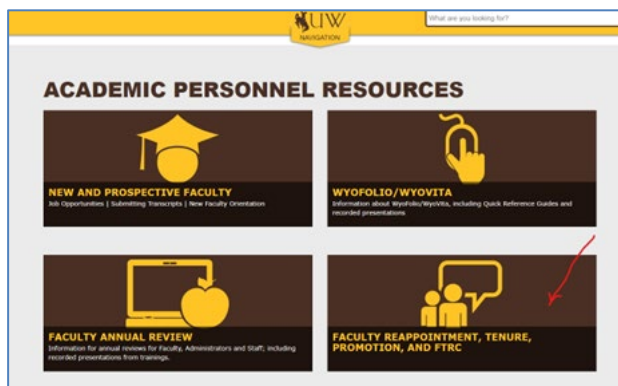 UW
NAVIGATION
What are you looking for?
ACADEMIC PERSONNEL RESOURCES
NEW AND PROSPECTIVE FACULTY
Job Opportunities | Submitting Transcripts | New Faculty Orientation
WYOFOLIO/WYOVITA
Information about WyoFolio/WyoVita, including Quick Reference Guides and
recorded presentations
FACULTY ANNUAL REVIEW
Information for annual reviews for Faculty, Administrators and Staff; including
recorded presentations from trainings.
FACULTY REAPPOINTMENT, TENURE,
PROMOTION, AND FTRC